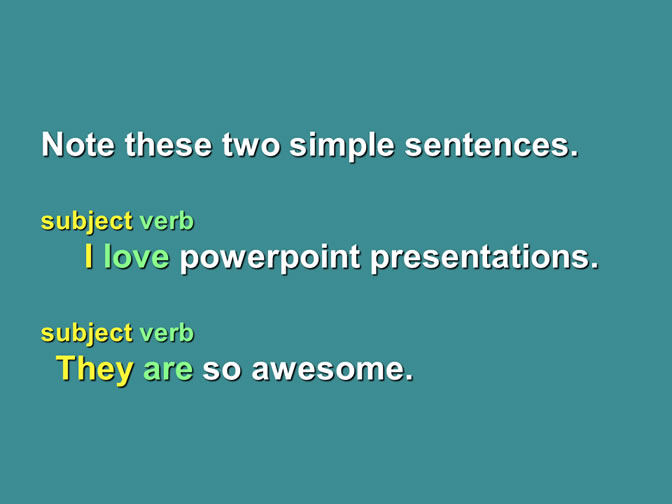 Note these two simple sentences.
subject verb
I love powerpoint presentations.
subject verb
They are so awesome.